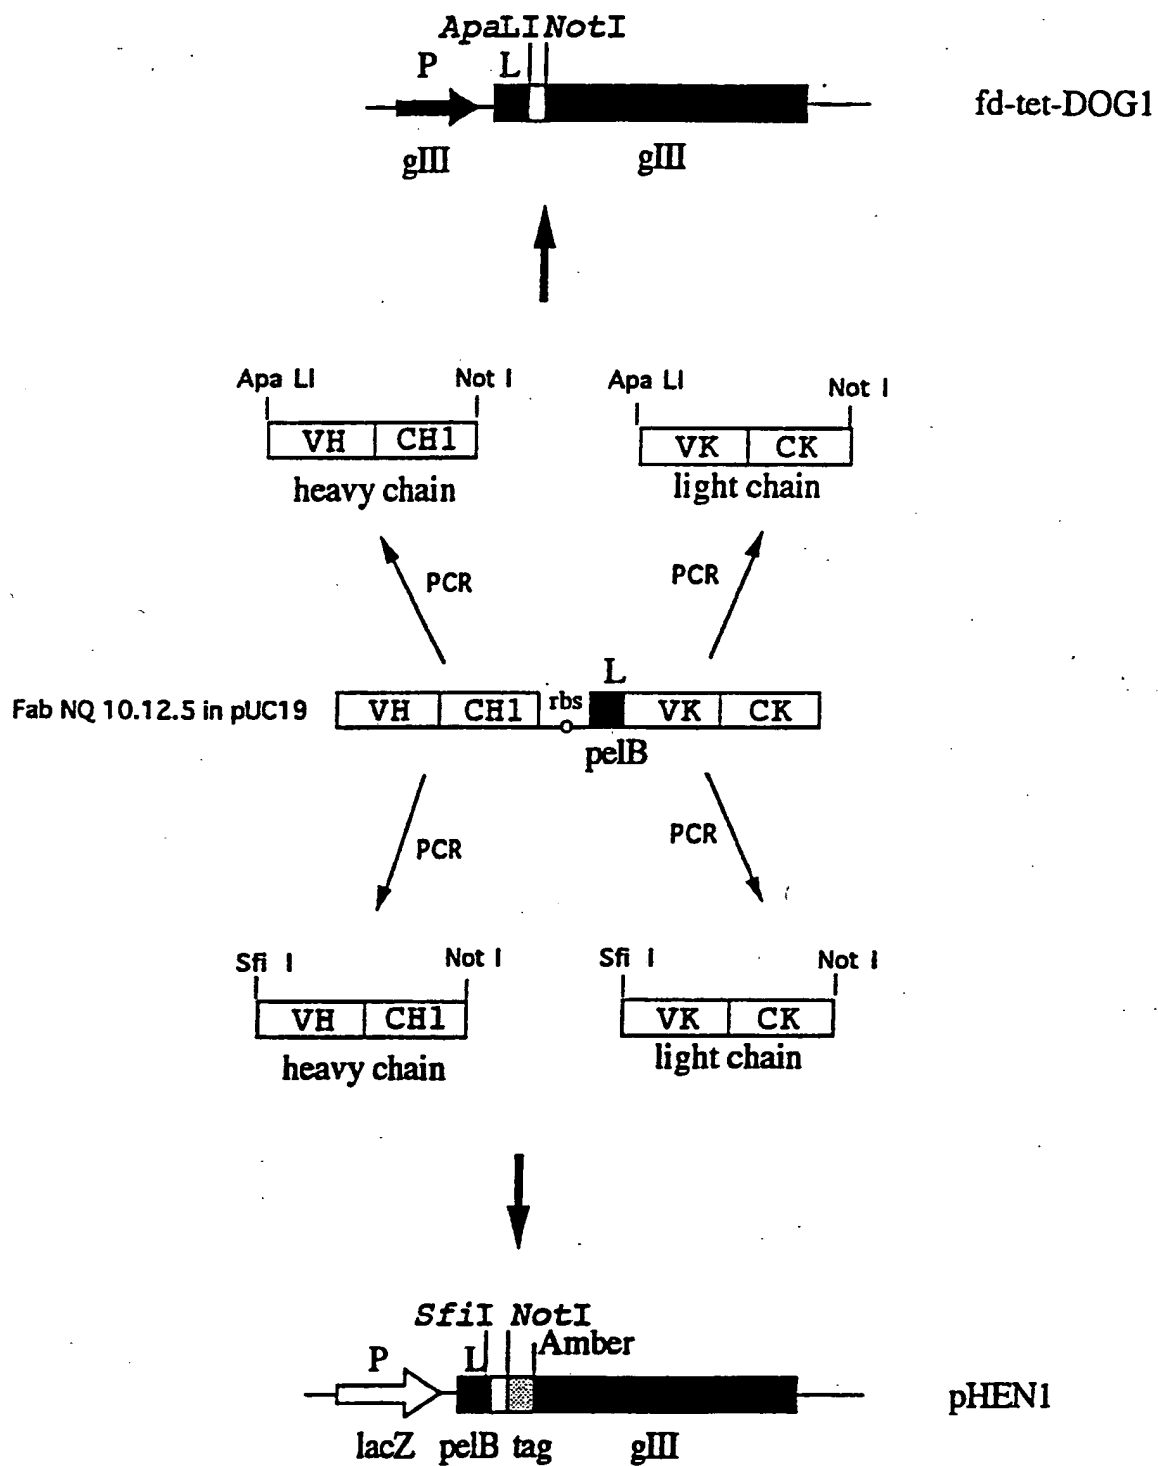 ApaLI NotI
P L
fd-tet-DOG1
gIII gIII
Apa LI Not I Apa LI Not I
VH CH1 VK CK
heavy chain light chain
PCR PCR
L
Fab NQ 10.12.5 in pUC19 VH CH1 rbs VK CK
pelB
PCR PCR
Sfi I Not I Sfi I Not I
VH CH1 VK CK
heavy chain light chain
SfiI NotI
P L Amber
pHEN1
lacZ pelB tag gIII